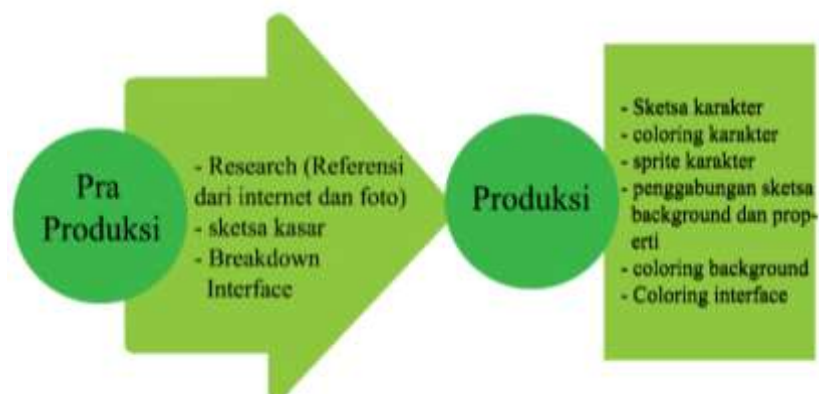 Pra
Produksi
- Research (Referensi
dari internet dan foto)
- sketsa kasar
- Breakdown
Interface
Produksi
- Sketsa karakter
- coloring karakter
- sprite karakter
- penggabungan sketsa
background dan prop-
erti
- coloring background
- Coloring interface